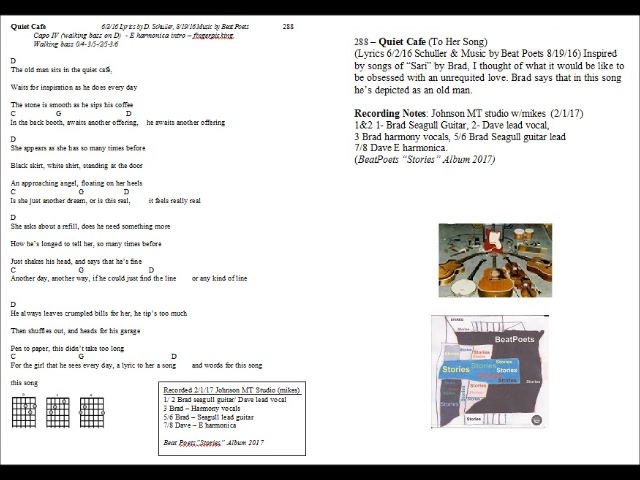 Quiet Cafe 6/2/16 Lyrics by D. Schuller, 8/19/16 Music by Beat Poets 288
Capo IV (walking bass on D) - E harmonica intro – fingerpicking,
Walking bass 0/4-3/5-/25-3/6
D
The old man sits in the quiet café,
Waits for inspiration as he does every day
The stone is smooth as he sips his coffee
C G D
In the back booth, awaits another offering, he awaits another offering
D
She appears as she has so many times before
Black skirt, white shirt, standing at the door
An approaching angel, floating on her heels
C G D
Is she just another dream, or is this real, it feels really real
D
She asks about a refill, does he need something more
How he's longed to tell her, so many times before
Just shakes his head, and says that he's fine
C G D
Another day, another way, if he could just find the line or any kind of line
D
He always leaves crumpled bills for her, he tip's too much
Then shuffles out, and heads for his garage
Pen to paper, this didn't take too long
C G D
For the girl that he sees every day, a lyric to her a song and words for this song
this song
Recorded 2/1/17 Johnson MT Studio (mikes)
1/ 2 Brad seagull guitar/ Dave lead vocal
3 Brad – Harmony vocals
5/6 Brad – Seagull lead guitar
7/8 Dave – E harmonica
Beat Poets "Stories" Album 2017
288 – Quiet Cafe (To Her Song)
(Lyrics 6/2/16 Schuller & Music by Beat Poets 8/19/16) Inspired
by songs of "Sari" by Brad, I thought of what it would be like to
be obsessed with an unrequited love. Brad says that in this song
he's depicted as an old man.
Recording Notes: Johnson MT studio w/mikes (2/1/17)
1&2 1- Brad Seagull Guitar, 2- Dave lead vocal,
3 Brad harmony vocals, 5/6 Brad Seagull guitar lead
7/8 Dave E harmonica.
(BeatPoets "Stories" Album 2017)
BeatPoets
Stories
Stories
Stories
Stories
Stories
Stories
Stories